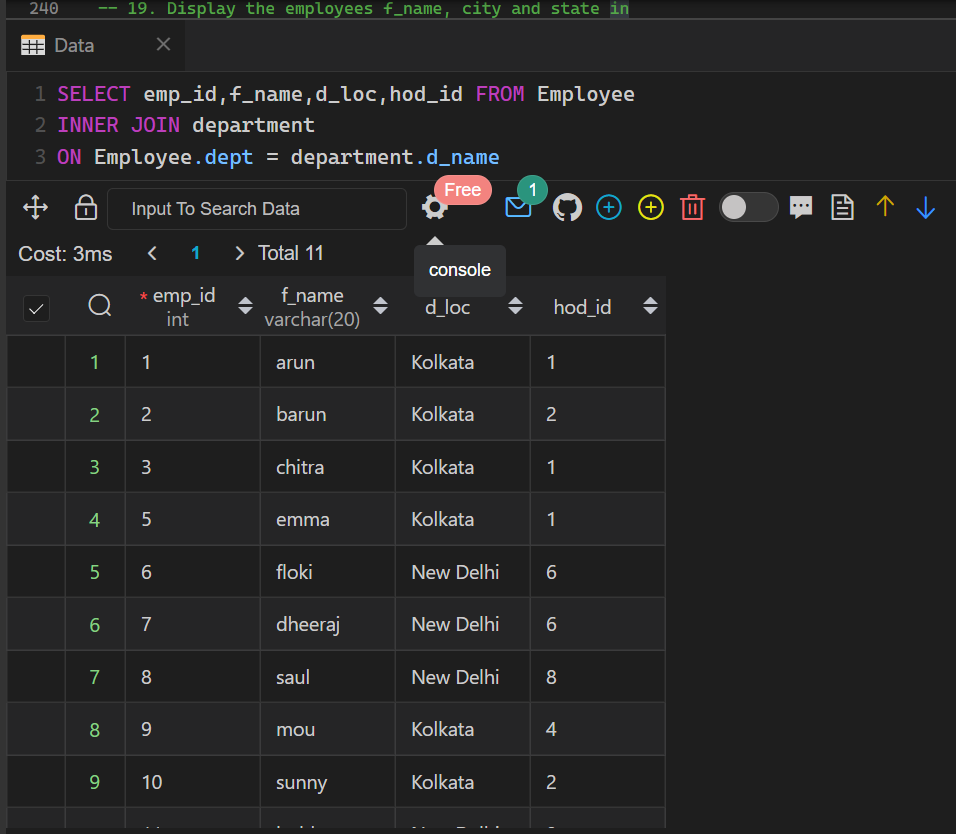 240 -- 19. Display the employees f_name, city and state in
Data
1 SELECT emp_id,f_name,d_loc,hod_id FROM Employee
2 INNER JOIN department
3 ON Employee.dept = department.d_name
Input To Search Data Free 1
Cost: 3ms 1 Total 11
console
* emp_id f_name d_loc hod_id
int varchar(20)
1 1 arun Kolkata 1
2 2 barun Kolkata 2
3 3 chitra Kolkata 1
4 5 emma Kolkata 1
5 6 floki New Delhi 6
6 7 dheeraj New Delhi 6
7 8 saul New Delhi 8
8 9 mou Kolkata 4
9 10 sunny Kolkata 2